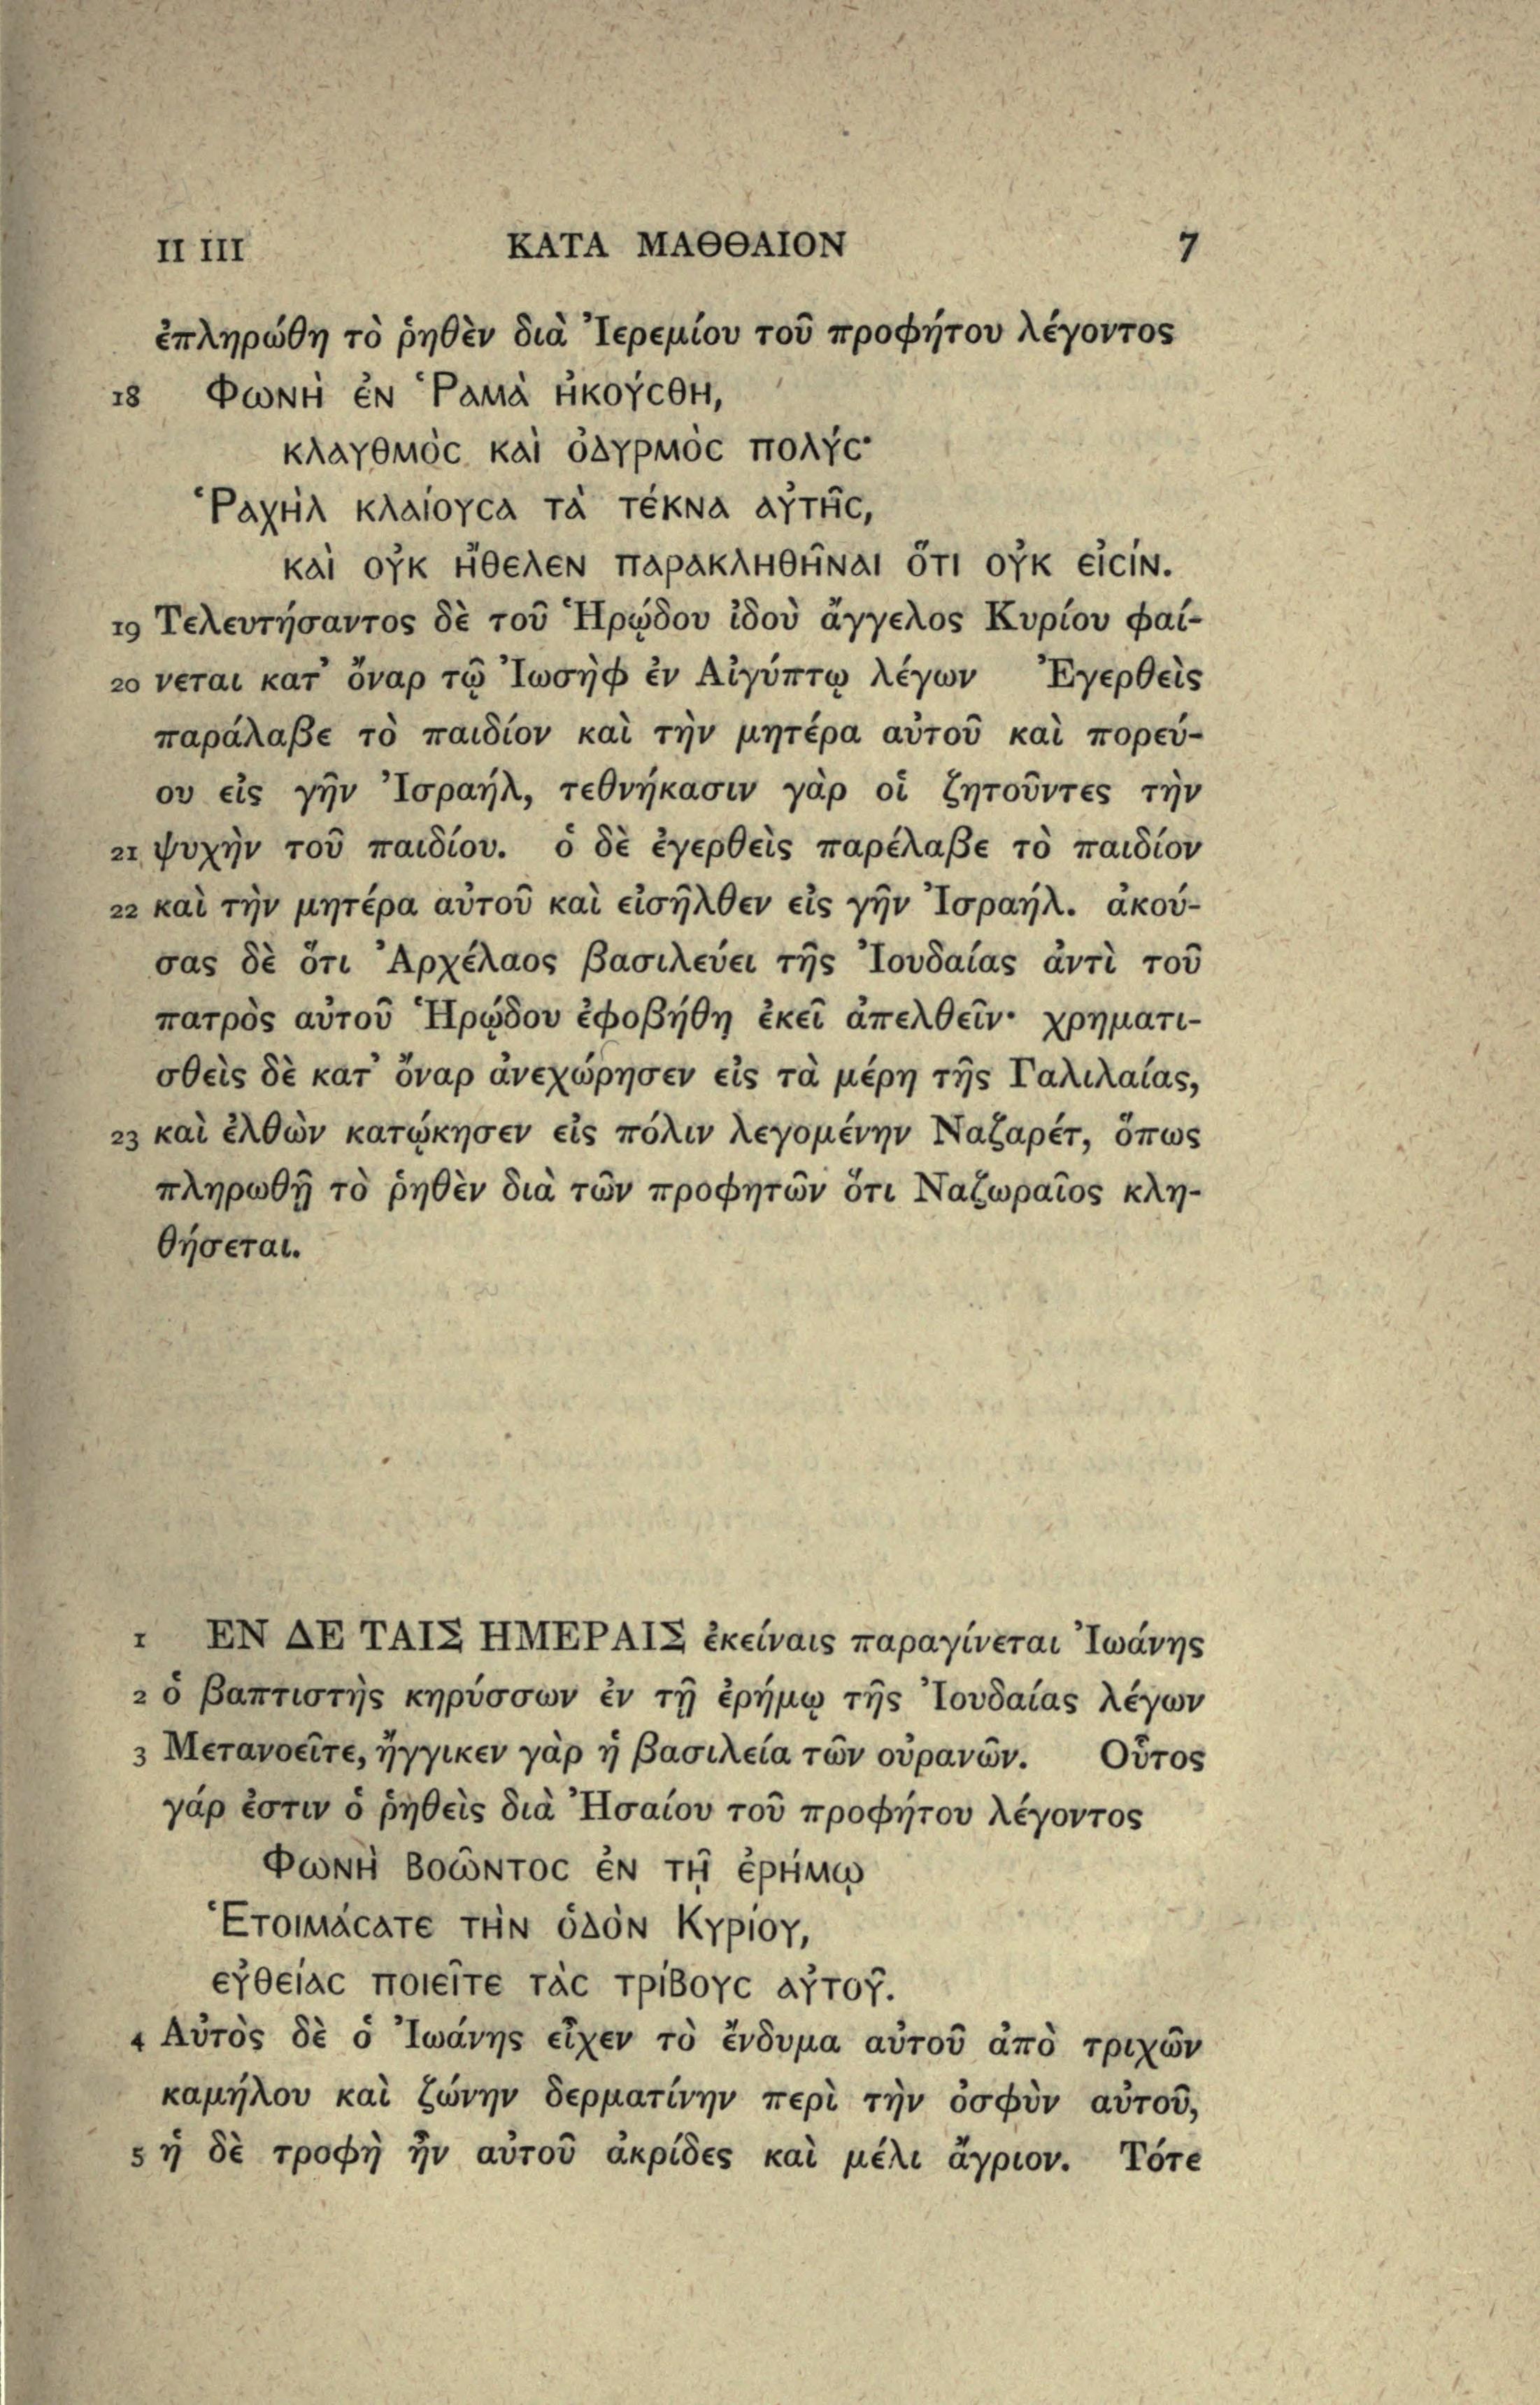 II III ΚΑΤΑ ΜΑΘΘΑΙΟΝ 7
ἐπληρώθη τὸ ῥηθὲν διὰ Ἰερεμίου τοῦ προφήτου λέγοντος
18 Φωνὴ ἐν Ῥαμὰ ἠκούσθη,
κλαυθμὸς καὶ ὀδυρμὸς πολύς·
Ῥαχὴλ κλαίουσα τὰ τέκνα αὐτῆς,
καὶ οὐκ ἤθελεν παρακληθῆναι ὅτι οὐκ εἰσίν.
19 Τελευτήσαντος δὲ τοῦ Ἡρῴδου ἰδοὺ ἄγγελος Κυρίου φαί-
20 νεται κατ᾽ ὄναρ τῷ Ἰωσὴφ ἐν Αἰγύπτῳ λέγων Ἐγερθεὶς
παράλαβε τὸ παιδίον καὶ τὴν μητέρα αὐτοῦ καὶ πορεύ-
ου εἰς γῆν Ἰσραήλ, τεθνήκασιν γὰρ οἱ ζητοῦντες τὴν
21 ψυχὴν τοῦ παιδίου. ὁ δὲ ἐγερθεὶς παρέλαβε τὸ παιδίον
22 καὶ τὴν μητέρα αὐτοῦ καὶ εἰσῆλθεν εἰς γῆν Ἰσραήλ. ἀκού-
σας δὲ ὅτι Ἀρχέλαος βασιλεύει τῆς Ἰουδαίας ἀντὶ τοῦ
πατρὸς αὐτοῦ Ἡρῴδου ἐφοβήθη ἐκεῖ ἀπελθεῖν· χρηματι-
σθεὶς δὲ κατ᾽ ὄναρ ἀνεχώρησεν εἰς τὰ μέρη τῆς Γαλιλαίας,
23 καὶ ἐλθὼν κατῴκησεν εἰς πόλιν λεγομένην Ναζαρέτ, ὅπως
πληρωθῇ τὸ ῥηθὲν διὰ τῶν προφητῶν ὅτι Ναζωραῖος κλη-
θήσεται.
1 ΕΝ ΔΕ ΤΑΙΣ ΗΜΕΡΑΙΣ ἐκείναις παραγίνεται Ἰωάνης
2 ὁ βαπτιστὴς κηρύσσων ἐν τῇ ἐρήμῳ τῆς Ἰουδαίας λέγων
3 Μετανοεῖτε, ἤγγικεν γὰρ ἡ βασιλεία τῶν οὐρανῶν. Οὗτος
γάρ ἐστιν ὁ ῥηθεὶς διὰ Ἠσαίου τοῦ προφήτου λέγοντος
Φωνὴ βοῶντος ἐν τῇ ἐρήμῳ
Ἑτοιμάσατε τὴν ὁδὸν Κυρίου,
εὐθείας ποιεῖτε τὰς τρίβους αὐτοῦ.
4 Αὐτὸς δὲ ὁ Ἰωάνης εἶχεν τὸ ἔνδυμα αὐτοῦ ἀπὸ τριχῶν
καμήλου καὶ ζώνην δερματίνην περὶ τὴν ὀσφὺν αὐτοῦ,
5 ἡ δὲ τροφὴ ἦν αὐτοῦ ἀκρίδες καὶ μέλι ἄγριον. Τότε